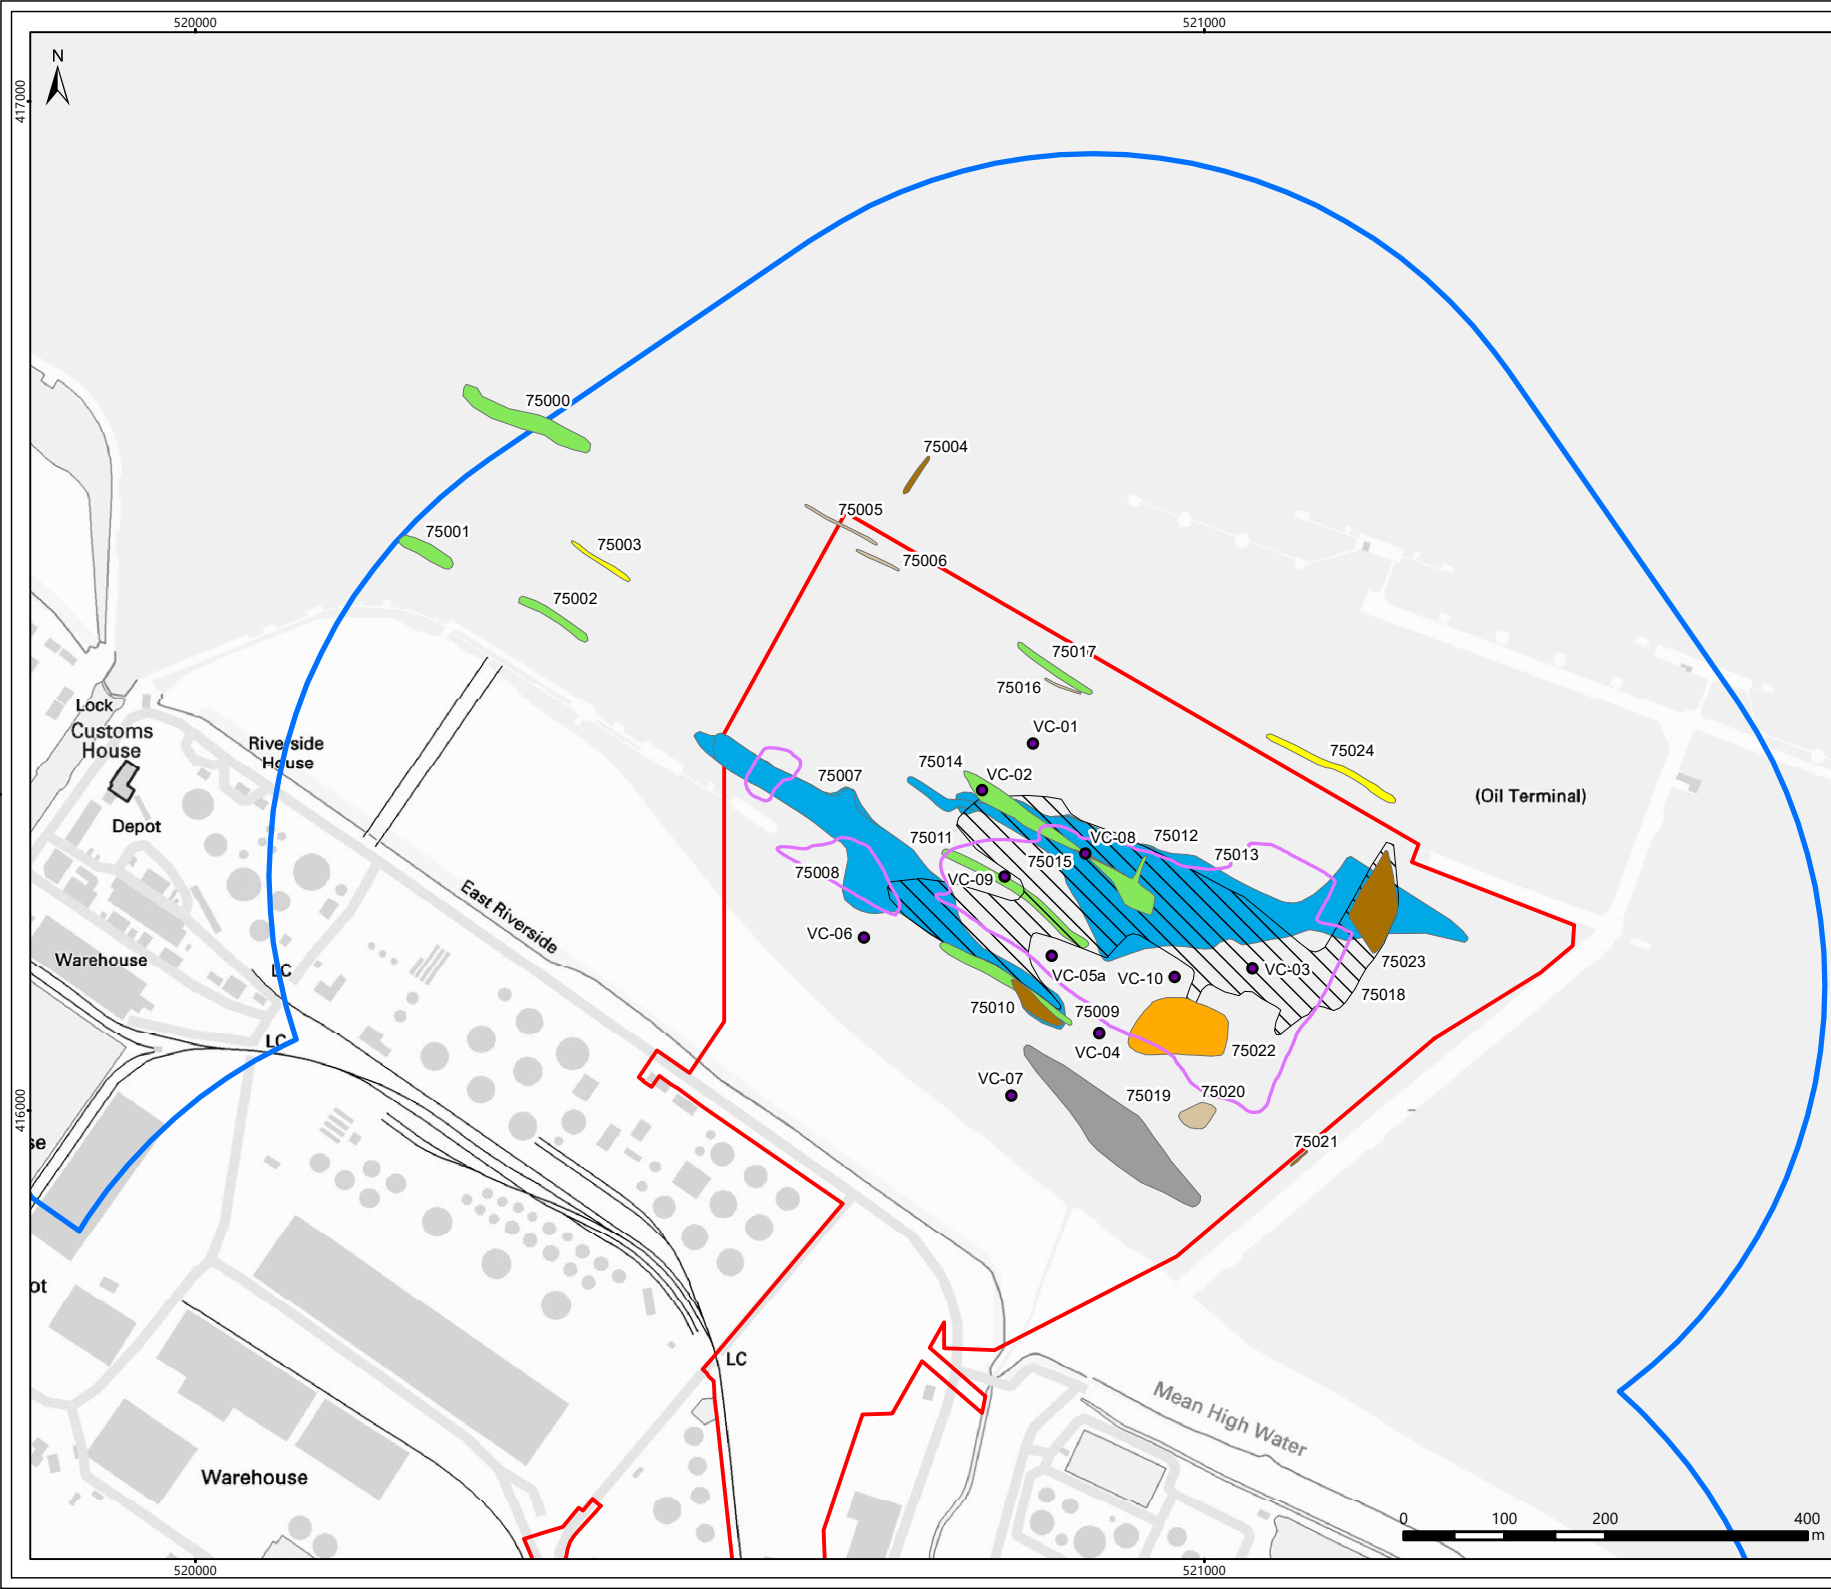 520000
521000
N
417000
75000
75004
75005
75001
75003
75006
75002
75017
75016
Lock
Customs
House
Riverside
House
VC-01
75024
75014
VC-02
75007
(Oil Terminal)
Depot
75011
VC-08
75012
75013
75015
75008
VC-09
East Riverside
VC-06
Warehouse
LC
VC-05a
VC-10
VC-03
75023
75018
75010
75009
LC
VC-04
75022
VC-07
75019
75020
416000
se
75021
ot
LC
Mean High Water
Warehouse
0
100
200
400
m
520000
521000